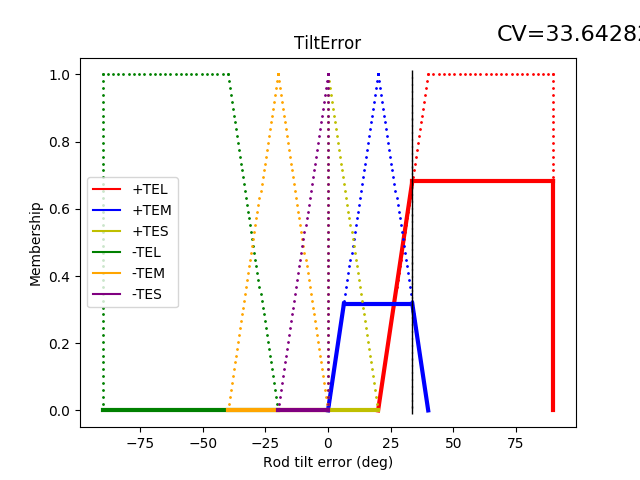 CV=33.6428
TiltError
1.0
0.8
0.6
0.4
0.2
0.0
Membership
+TEL
+TEM
+TES
-TEL
-TEM
-TES
−75
−50
−25
0
25
50
75
Rod tilt error (deg)